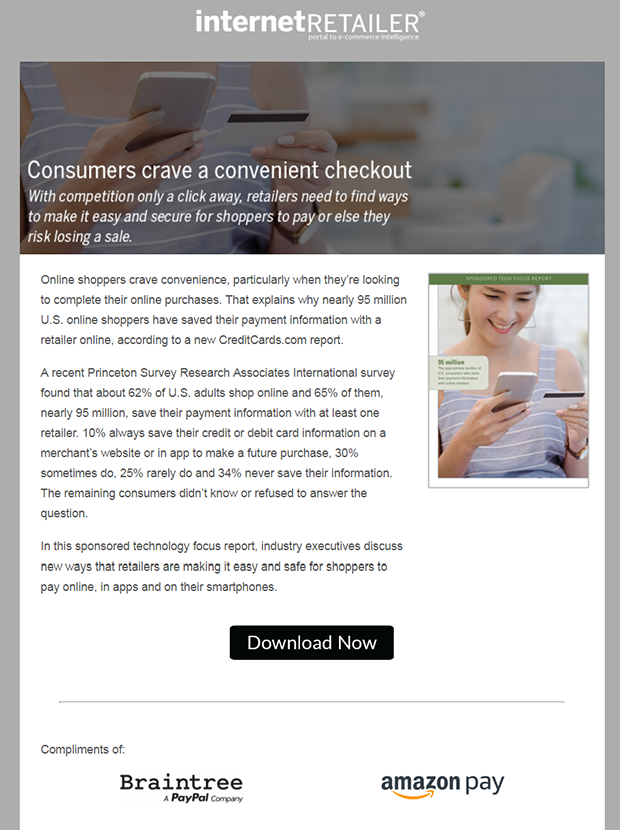 internetRETAILER®
portal to e-commerce intelligence
Consumers crave a convenient checkout
With competition only a click away, retailers need to find ways
to make it easy and secure for shoppers to pay or else they
risk losing a sale.
Online shoppers crave convenience, particularly when they're looking
to complete their online purchases. That explains why nearly 95 million
U.S. online shoppers have saved their payment information with a
retailer online, according to a new CreditCards.com report.
A recent Princeton Survey Research Associates International survey
found that about 62% of U.S. adults shop online and 65% of them,
nearly 95 million, save their payment information with at least one
retailer. 10% always save their credit or debit card information on a
merchant's website or in app to make a future purchase, 30%
sometimes do, 25% rarely do and 34% never save their information.
The remaining consumers didn't know or refused to answer the
question.
In this sponsored technology focus report, industry executives discuss
new ways that retailers are making it easy and safe for shoppers to
pay online, in apps and on their smartphones.
SPONSORED TECH FOCUS REPORT
95 million
The approximate number of
U.S. consumers who store
their payment information
with online retailers.
Download Now
Compliments of:
Braintree
A PayPal Company
amazon pay